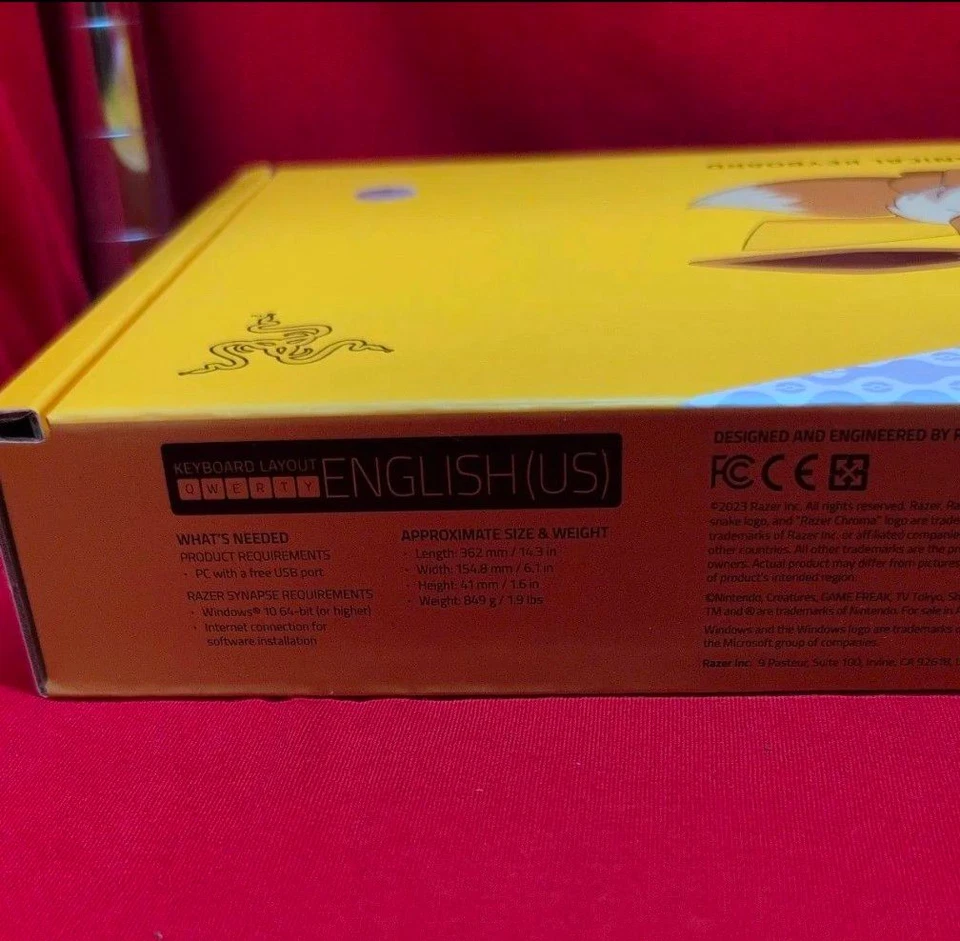 KEYBOARD
KEYBOARD LAYOUT
QWERTY
ENGLISH (US)
WHAT'S NEEDED
PRODUCT REQUIREMENTS
· PC with a free USB port
RAZER SYNAPSE REQUIREMENTS
· Windows® 10 64-bit (or higher)
· Internet connection for
software installation
APPROXIMATE SIZE & WEIGHT
· Length: 362 mm / 14.3 in
· Width: 154.8 mm / 6.1 in
· Height: 41 mm / 1.6 in
· Weight: 849 g / 1.9 lbs
DESIGNED AND ENGINEERED BY
FC CE
©2023 Razer Inc. All rights reserved. Razer,
snake logo, and "Razer Chroma" logo are
trademarks of Razer Inc. or affiliated
other countries. All other trademarks are the
owners. Actual product may differ from pictures
of product's intended region.
©Nintendo, Creatures, GAME FREAK, TV Tokyo,
TM and ® are trademarks of Nintendo. For sale in
Windows and the Windows logo are trademarks
the Microsoft group of companies.
Razer Inc. 9 Pasteur, Suite 100, Irvine, CA 92618,